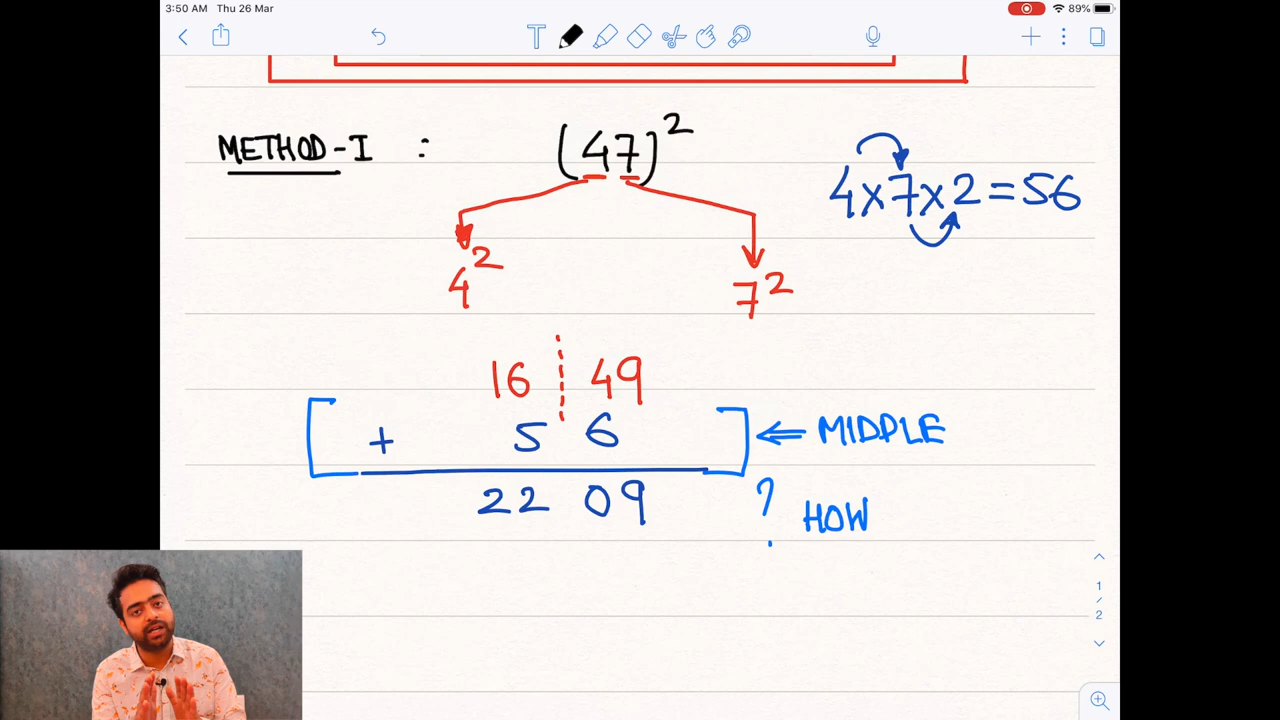 3:50 AM Thu 26 Mar
89%
METHOD-I : (47)²
4x7x2=56
4² 7²
16 49
+ 5 6 ⇐ MIDDLE
22 09 ? HOW
1
/
2